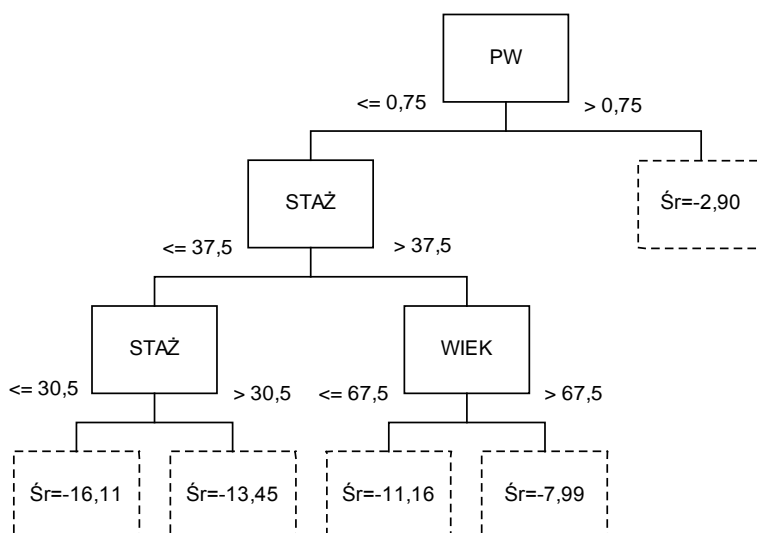 PW
<= 0,75
> 0,75
STAŻ
Śr=-2,90
<= 37,5
> 37,5
STAŻ
WIEK
<= 30,5
> 30,5
<= 67,5
> 67,5
Śr=-16,11
Śr=-13,45
Śr=-11,16
Śr=-7,99